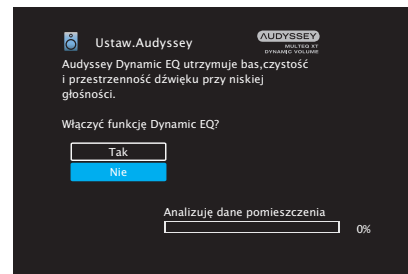 Ustaw.Audyssey
AUDYSSEY
MULTEQ XT
DYNAMIC VOLUME
Audyssey Dynamic EQ utrzymuje bas,czystość
i przestrzenność dźwięku przy niskiej
głośności.
Włączyć funkcję Dynamic EQ?
Tak
Nie
Analizuję dane pomieszczenia
0%